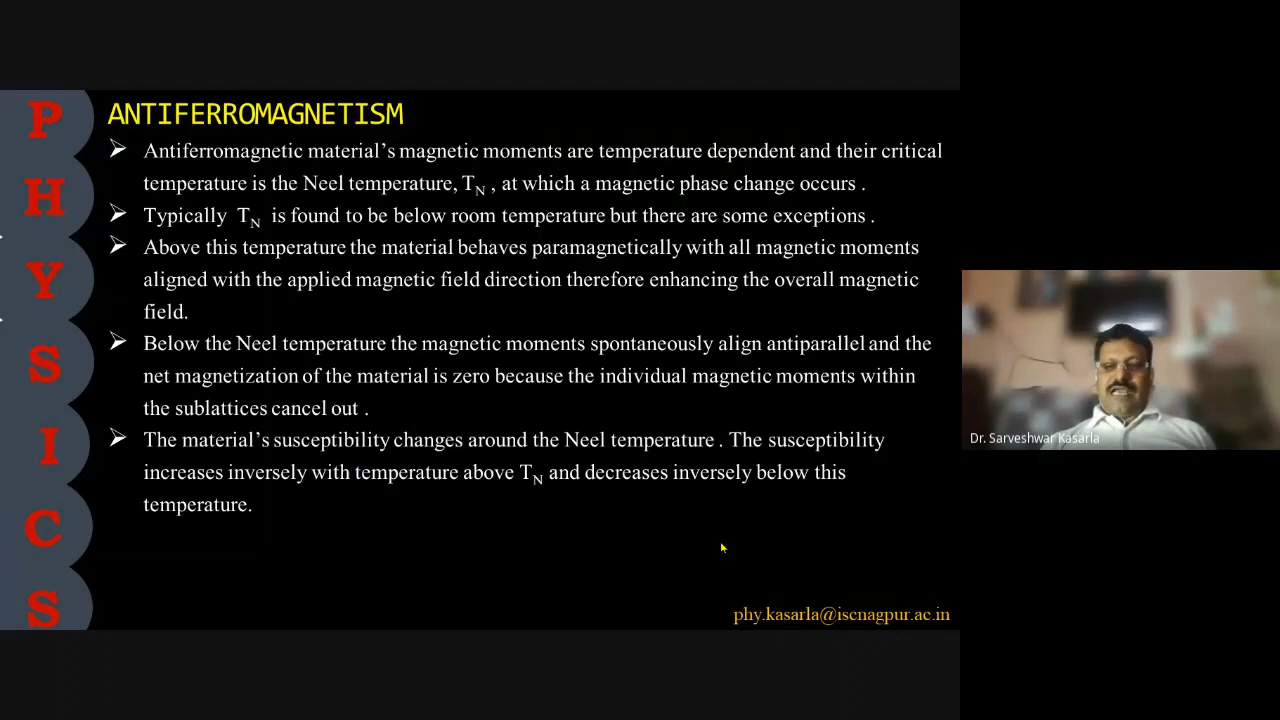 PHYSICS
ANTIFERROMAGNETISM
➢ Antiferromagnetic material’s magnetic moments are temperature dependent and their critical
temperature is the Neel temperature, TN , at which a magnetic phase change occurs .
➢ Typically TN is found to be below room temperature but there are some exceptions .
➢ Above this temperature the material behaves paramagnetically with all magnetic moments
aligned with the applied magnetic field direction therefore enhancing the overall magnetic
field.
➢ Below the Neel temperature the magnetic moments spontaneously align antiparallel and the
net magnetization of the material is zero because the individual magnetic moments within
the sublattices cancel out .
➢ The material’s susceptibility changes around the Neel temperature . The susceptibility
increases inversely with temperature above TN and decreases inversely below this
temperature.
phy.kasarla@iscnagpur.ac.in
Dr. Sarveshwar Kasarla